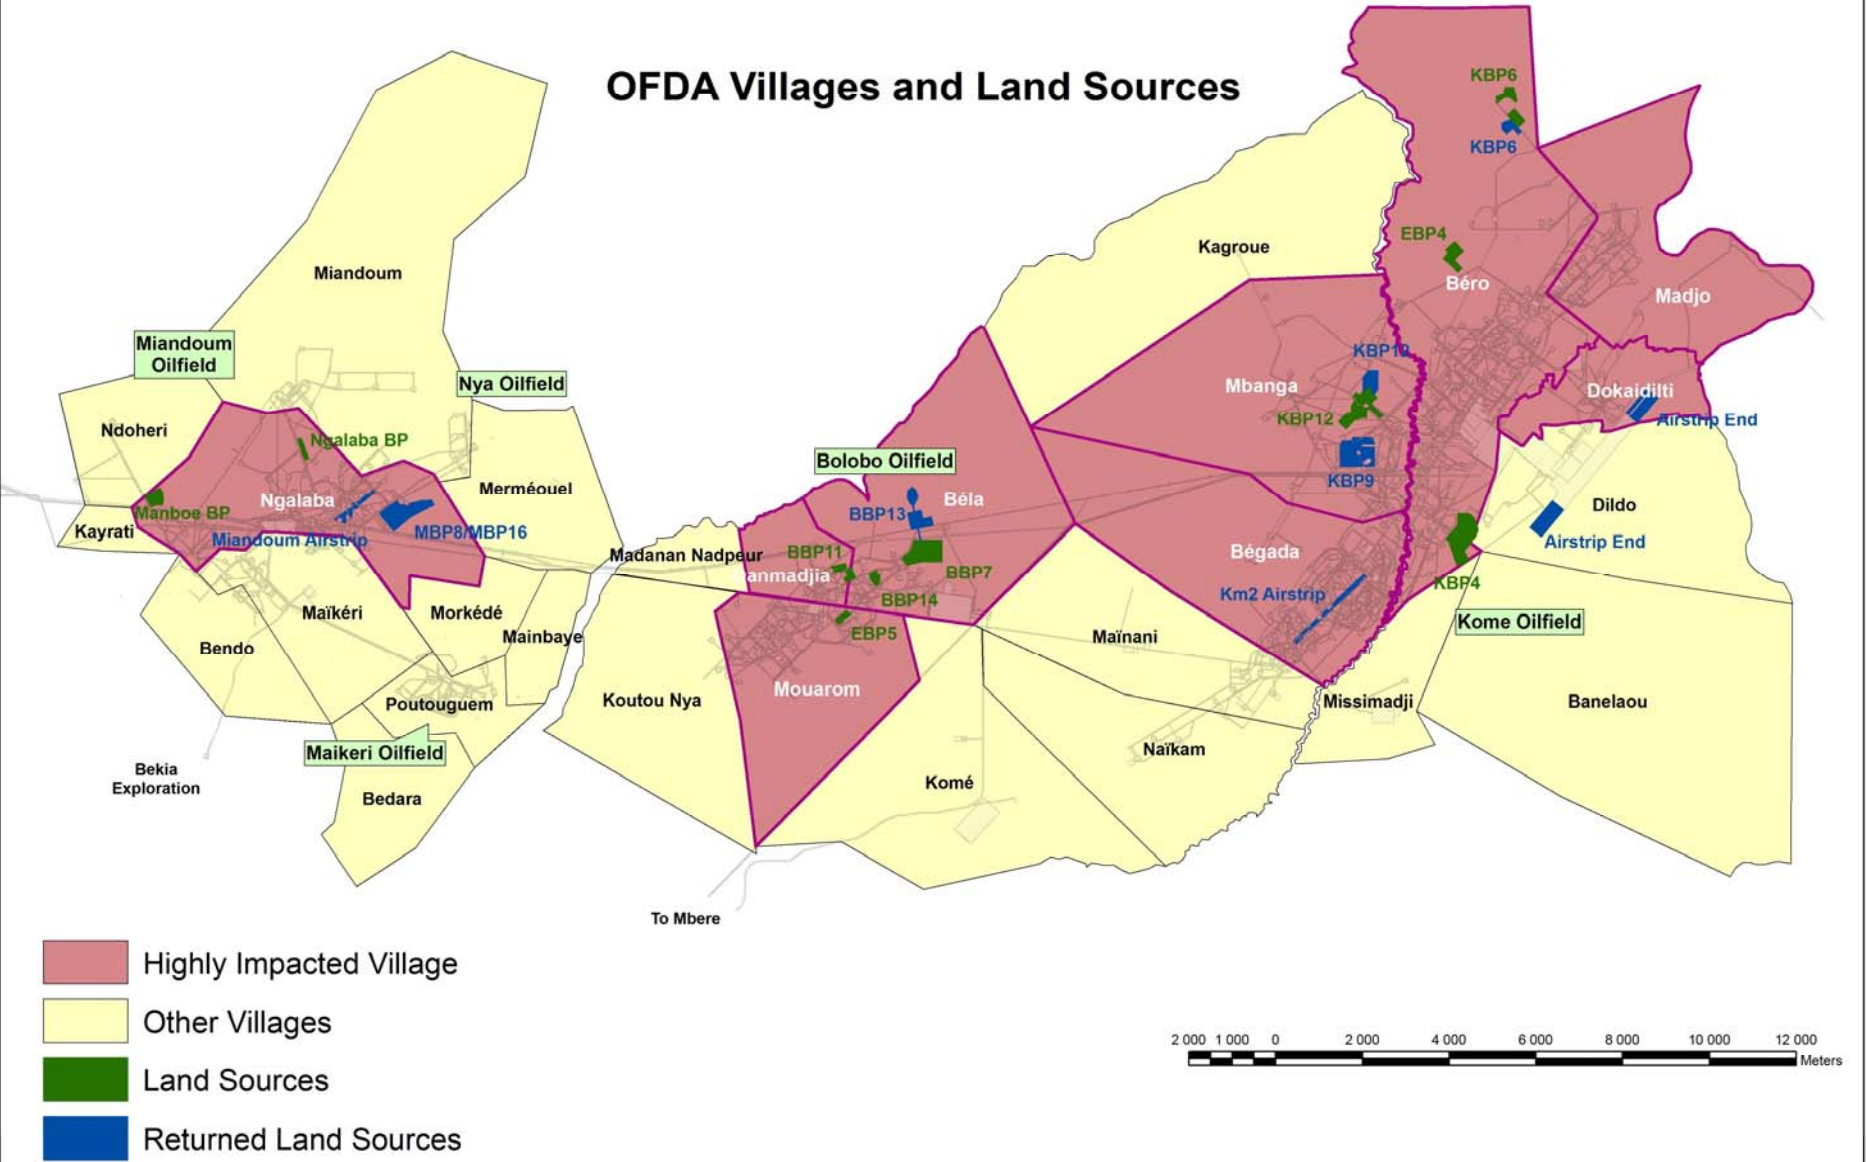 OFDA Villages and Land Sources
KBP6
KBP6
EBP4
Kagroue
Béro
Madjo
Miandoum
Miandoum
Oilfield
Nya Oilfield
KBP12
Mbanga
Dokaidilti
KBP12
Airstrip End
Ndoheri
Ngalaba BP
Bolobo Oilfield
KBP9
Merméouel
Ngalaba
Béla
Manboe BP
BBP13
Dildo
Kayrati
MBP8/MBP16
Miandoum Airstrip
Airstrip End
Madanan Nadpeur
BBP11
Bégada
BBP7
KBP4
Km2 Airstrip
BBP14
Maïkéri
Morkédé
EBP5
Kome Oilfield
Mainbaye
Maïnani
Bendo
Koutou Nya
Mouarom
Missimadji
Banelaou
Poutouguem
Maikeri Oilfield
Naïkam
Bekia
Exploration
Komé
Bedara
To Mbere
Highly Impacted Village
Other Villages
Land Sources
Returned Land Sources
2 000 1 000 0 2 000 4 000 6 000 8 000 10 000 12 000
Meters